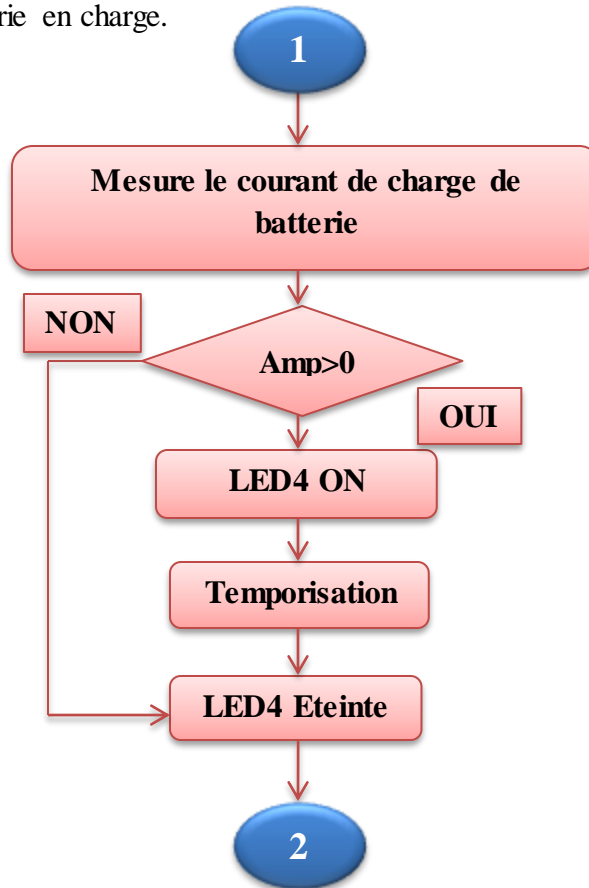 rie en charge.
1
Mesure le courant de charge de
batterie
NON
Amp>0
OUI
LED4 ON
Temporisation
LED4 Eteinte
2